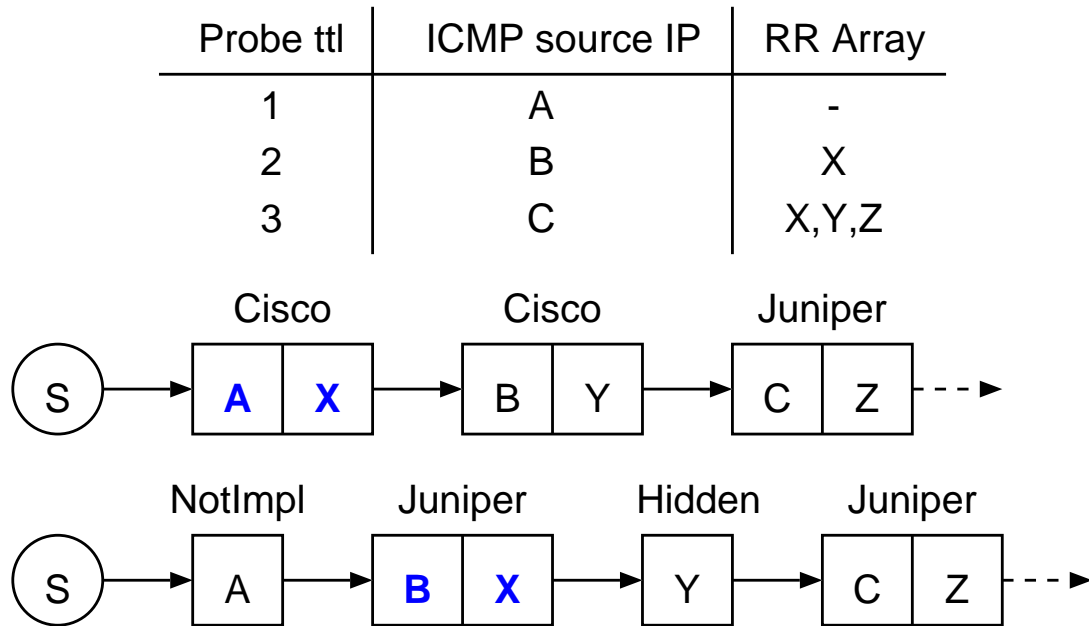 Probe ttl ICMP source IP RR Array
1 A -
2 B X
3 C X,Y,Z
Cisco Cisco Juniper
S A X B Y C Z
NotImpl Juniper Hidden Juniper
S A B X Y C Z